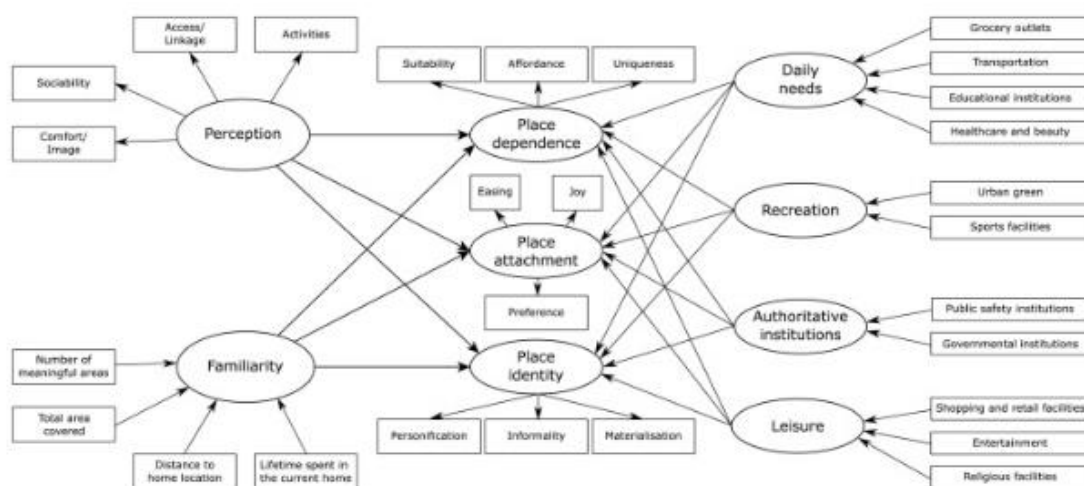 Access/
Linkage
Activities
Sociability
Comfort/
Image
Perception
Suitability
Affordance
Uniqueness
Place
dependence
Easing
Joy
Place
attachment
Preference
Familiarity
Number of
meaningful areas
Total area
covered
Distance to
home location
Lifetime spent in
the current home
Place
identity
Personification
Informality
Materialisation
Daily
needs
Grocery outlets
Transportation
Educational institutions
Healthcare and beauty
Recreation
Urban green
Sports facilities
Authoritative
institutions
Public safety institutions
Governmental institutions
Leisure
Shopping and retail facilities
Entertainment
Religious facilities